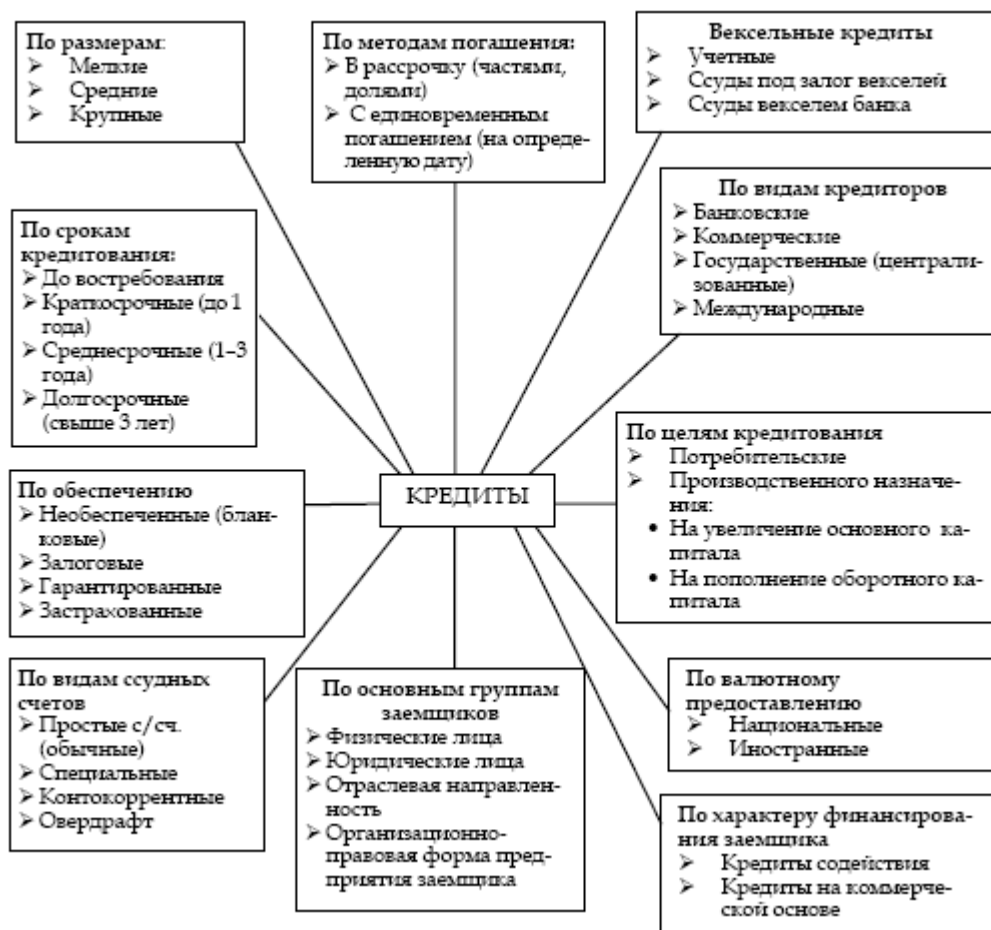 По размерам:
➢ Мелкие
➢ Средние
➢ Крупные
По методам погашения:
➢ В рассрочку (частями,
долями)
➢ С единовременным
погашением (на опреде-
ленную дату)
Вексельные кредиты
➢ Учетные
➢ Ссуды под залог векселей
➢ Ссуды векселем банка
По срокам
кредитования:
➢ До востребования
➢ Краткосрочные (до 1
года)
➢ Среднесрочные (1–3
года)
➢ Долгосрочные
(свыше 3 лет)
По видам кредиторов
➢ Банковские
➢ Коммерческие
➢ Государственные (централи-
зованные)
➢ Международные
По обеспечению
➢ Необеспеченные (блан-
ковые)
➢ Залоговые
➢ Гарантированные
➢ Застрахованные
КРЕДИТЫ
По целям кредитования
➢ Потребительские
➢ Производственного назначе-
ния:
• На увеличение основного ка-
питала
• На пополнение оборотного ка-
питала
По видам ссудных
счетов
➢ Простые с/сч.
(обычные)
➢ Специальные
➢ Контокоррентные
➢ Овердрафт
По основным группам
заемщиков
➢ Физические лица
➢ Юридические лица
➢ Отраслевая направлен-
ность
➢ Организационно-
правовая форма пред-
приятия заемщика
По валютному
предоставлению
➢ Национальные
➢ Иностранные
По характеру финансирова-
ния заемщика
➢ Кредиты содействия
➢ Кредиты на коммерче-
ской основе